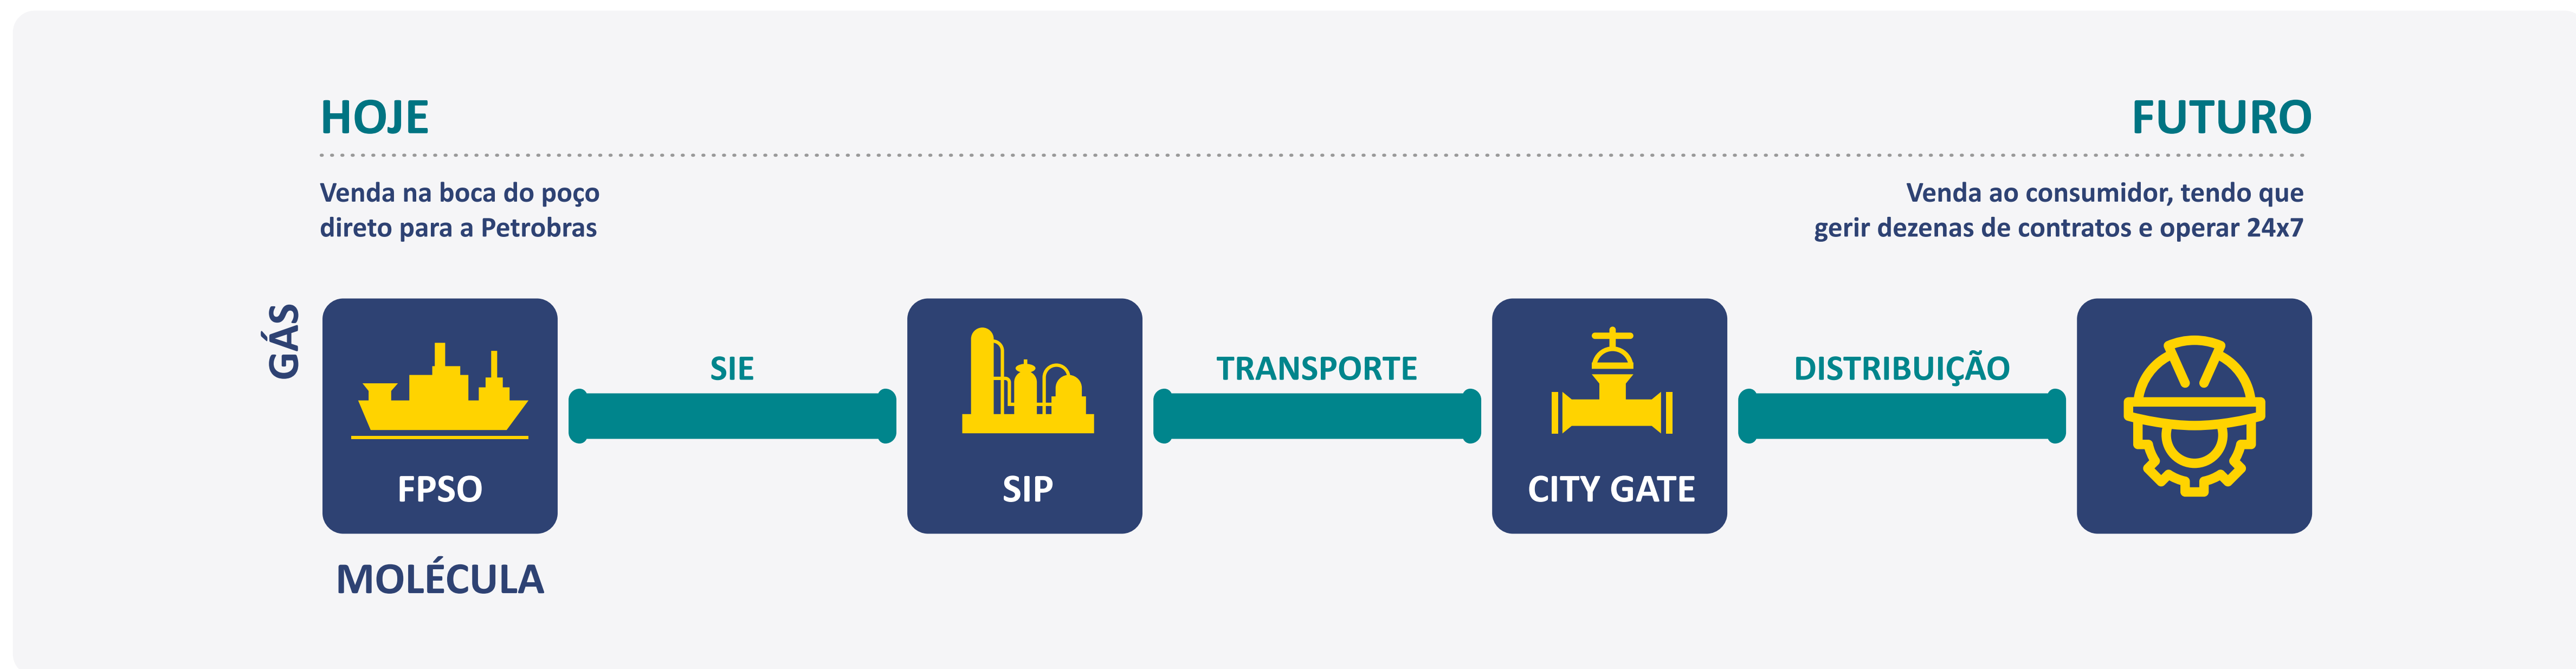 HOJE
FUTURO
Venda na boca do poço
direto para a Petrobras
Venda ao consumidor, tendo que
gerir dezenas de contratos e operar 24x7
GÁS
FPSO
SIE
SIP
TRANSPORTE
CITY GATE
DISTRIBUIÇÃO
MOLÉCULA